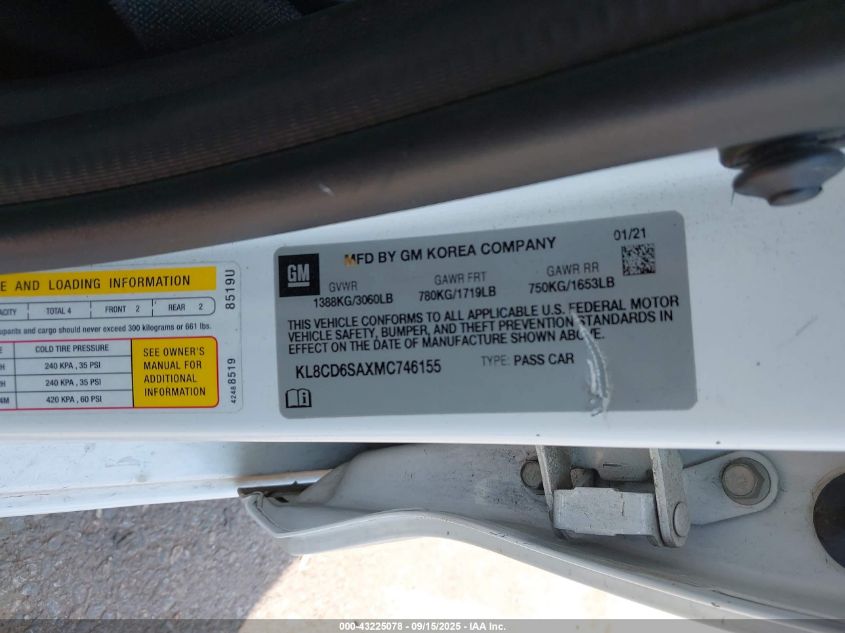 MFD BY GM KOREA COMPANY
01/21
GM
GVWR
1388KG/3060LB
GAWR FRT
780KG/1719LB
GAWR RR
750KG/1653LB
THIS VEHICLE CONFORMS TO ALL APPLICABLE U.S. FEDERAL MOTOR
VEHICLE SAFETY, BUMPER, AND THEFT PREVENTION STANDARDS IN
EFFECT ON THE DATE OF MANUFACTURE SHOWN ABOVE.
KL8CD6SAXMC746155
TYPE: PASS CAR
AND LOADING INFORMATION
TOTAL 4
FRONT 2
REAR 2
and cargo should never exceed 300 kilograms or 661 lbs.
COLD TIRE PRESSURE
240 KPA , 35 PSI
240 KPA , 35 PSI
420 KPA , 60 PSI
SEE OWNER'S
MANUAL FOR
ADDITIONAL
INFORMATION
8519U
42488519
000-43225078 - 09/15/2025 - IAA Inc.